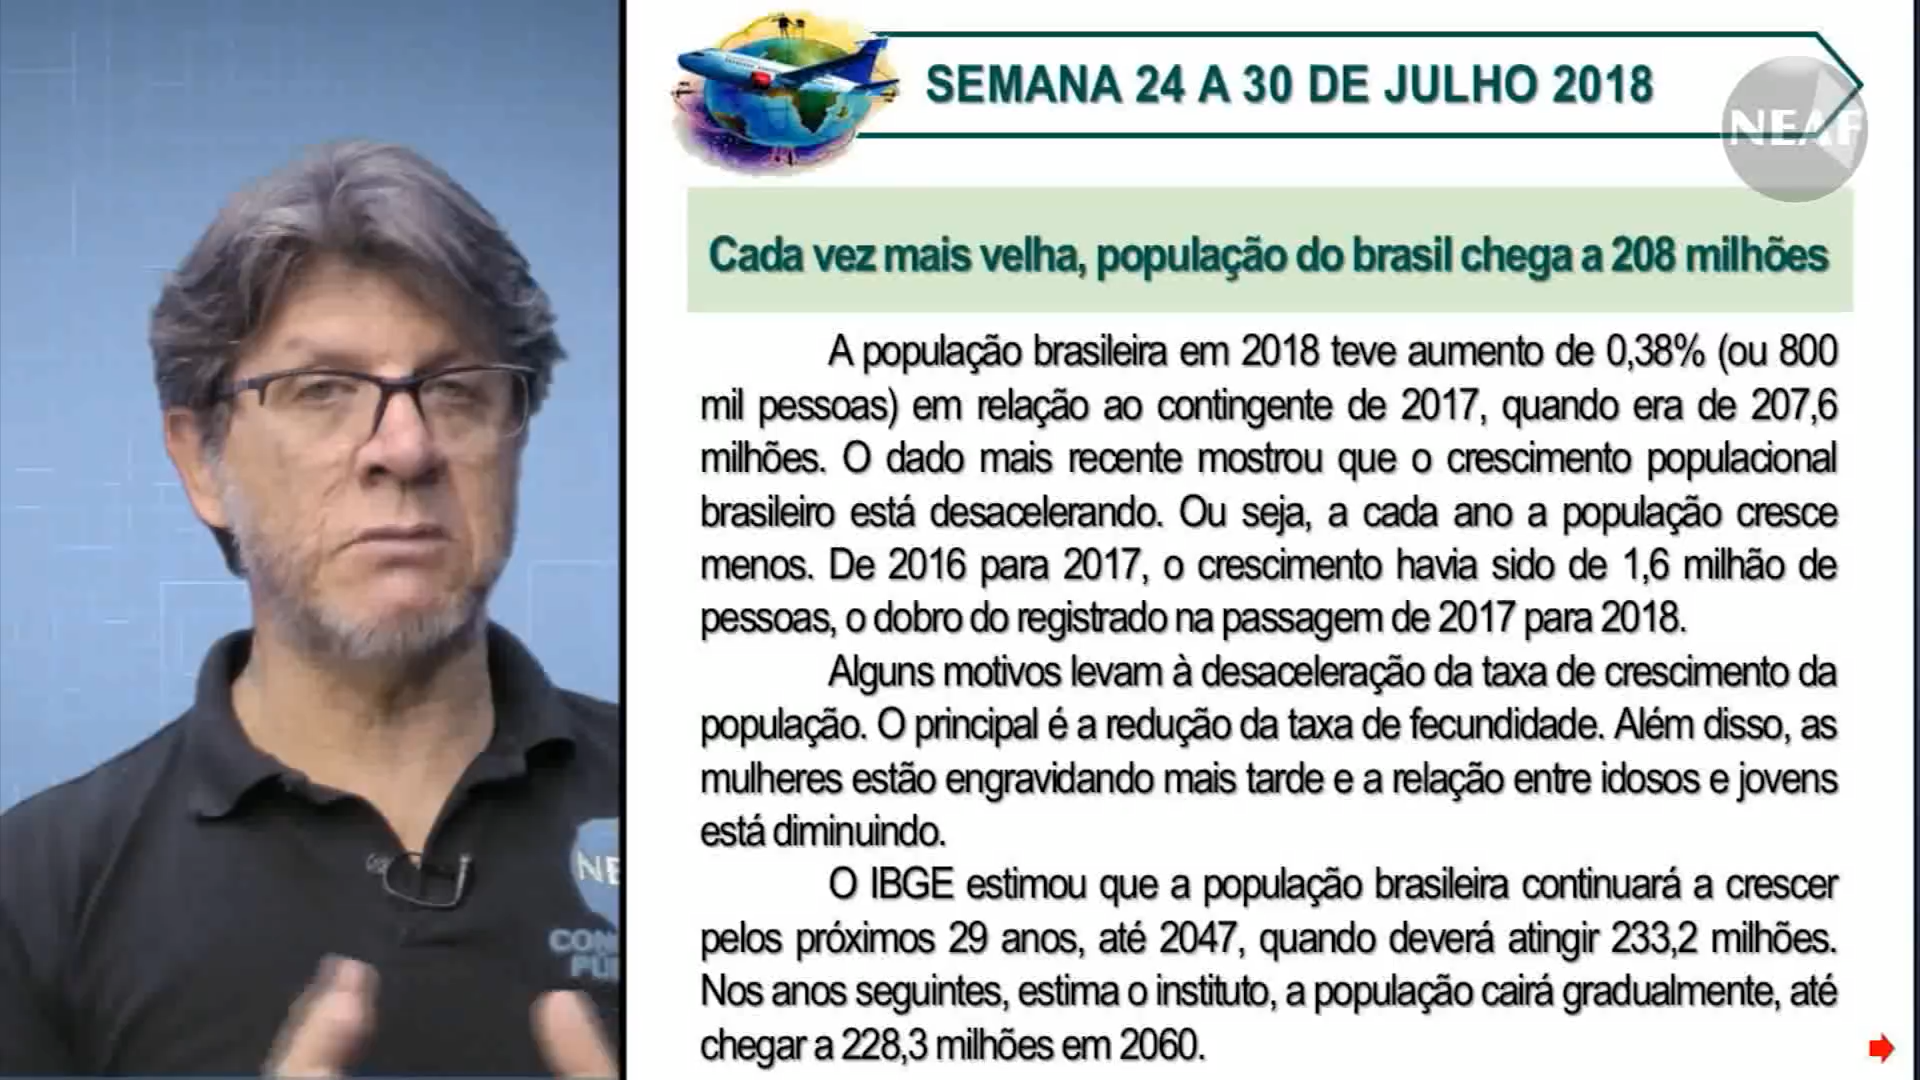 SEMANA 24 A 30 DE JULHO 2018
NEAF
Cada vez mais velha, população do brasil chega a 208 milhões
A população brasileira em 2018 teve aumento de 0,38% (ou 800
mil pessoas) em relação ao contingente de 2017, quando era de 207,6
milhões. O dado mais recente mostrou que o crescimento populacional
brasileiro está desacelerando. Ou seja, a cada ano a população cresce
menos. De 2016 para 2017, o crescimento havia sido de 1,6 milhão de
pessoas, o dobro do registrado na passagem de 2017 para 2018.
Alguns motivos levam à desaceleração da taxa de crescimento da
população. O principal é a redução da taxa de fecundidade. Além disso, as
mulheres estão engravidando mais tarde e a relação entre idosos e jovens
está diminuindo.
O IBGE estimou que a população brasileira continuará a crescer
pelos próximos 29 anos, até 2047, quando deverá atingir 233,2 milhões.
Nos anos seguintes, estima o instituto, a população cairá gradualmente, até
chegar a 228,3 milhões em 2060.
NE
CON
PÚ